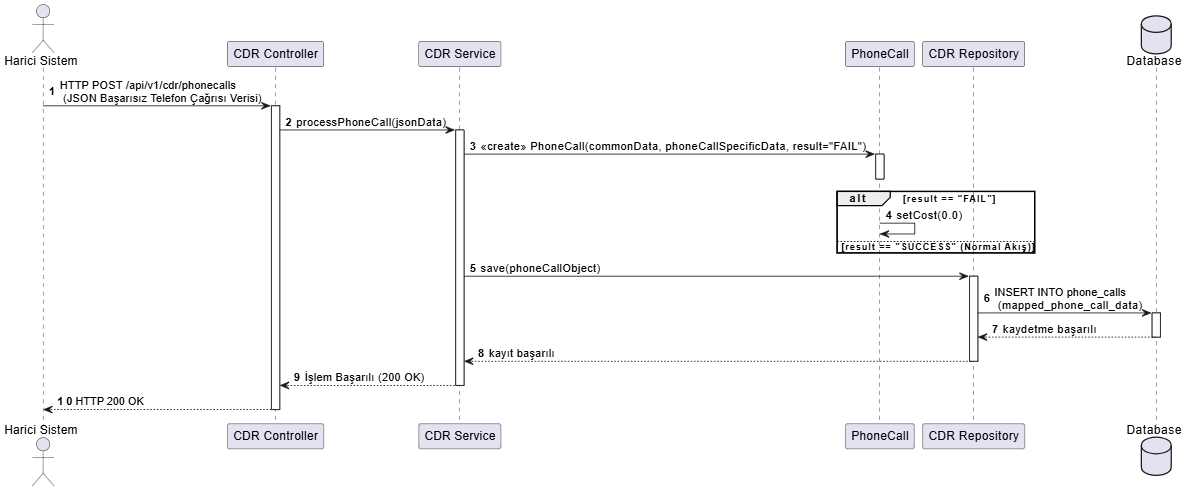 Harici Sistem
CDR Controller
CDR Service
PhoneCall
CDR Repository
Database
1 HTTP POST /api/v1/cdr/phonecalls
(JSON Başarısız Telefon Çağrısı Verisi)
2 processPhoneCall(jsonData)
3 «create» PhoneCall(commonData, phoneCallSpecificData, result="FAIL")
alt [result == "FAIL"]
4 setCost(0.0)
[result == "SUCCESS" (Normal Akış)]
5 save(phoneCallObject)
6 INSERT INTO phone_calls
(mapped_phone_call_data)
7 kaydetme başarılı
8 kayıt başarılı
9 İşlem Başarılı (200 OK)
10 HTTP 200 OK
Harici Sistem
CDR Controller
CDR Service
PhoneCall
CDR Repository
Database